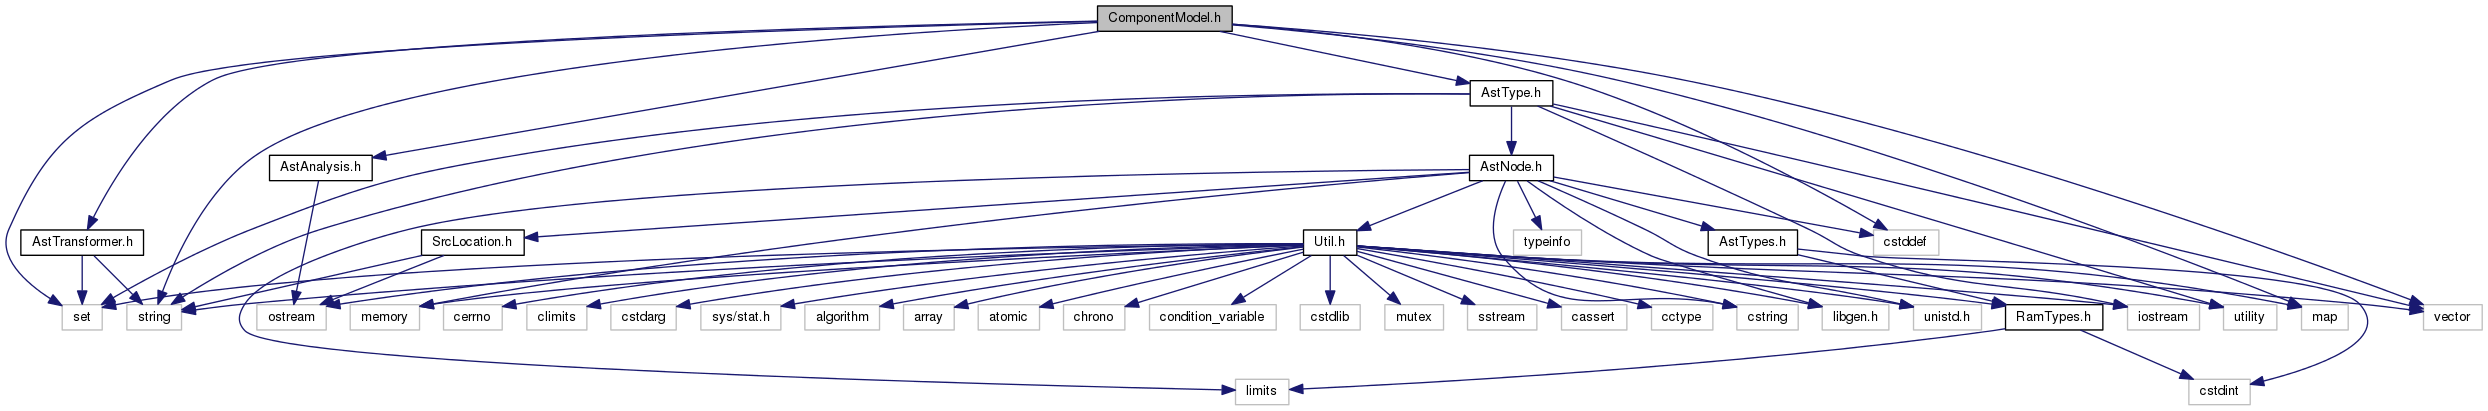 ComponentModel.h
AstType.h
AstAnalysis.h
AstNode.h
AstTransformer.h
SrcLocation.h
Util.h
typeinfo
AstTypes.h
cstddef
set
string
ostream
memory
cerrno
climits
cstdarg
sys/stat.h
algorithm
array
atomic
chrono
condition_variable
cstdlib
mutex
sstream
cassert
cctype
cstring
libgen.h
unistd.h
RamTypes.h
iostream
utility
map
vector
limits
cstdint